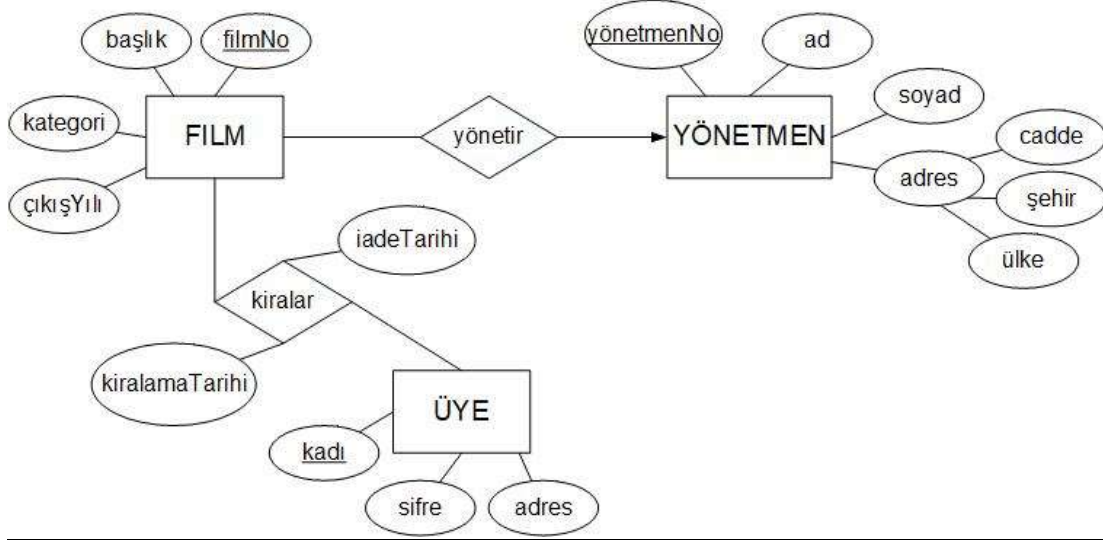 başlık
filmNo
kategori
FILM
çıkışYılı
yönetir
yönetmenNo
ad
soyad
YÖNETMEN
adres
cadde
şehir
ülke
iadeTarihi
kiralar
kiralamaTarihi
ÜYE
kadı
sifre
adres